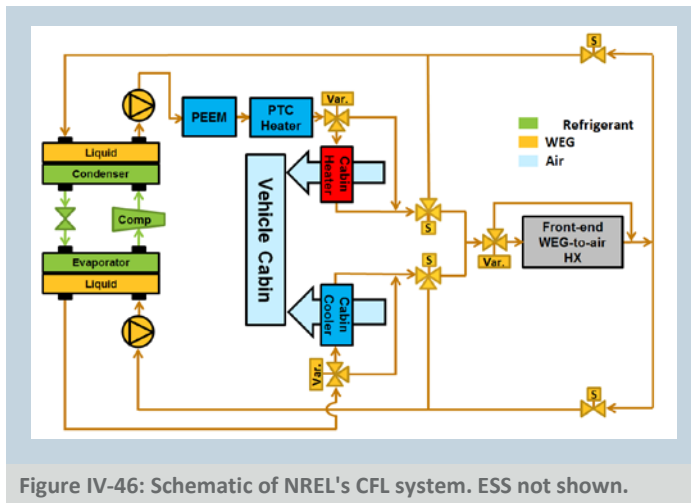 S
PEEM
PTC
Heater
Var.
Refrigerant
WEG
Air
Liquid
Condenser
Cabin
Heater
Vehicle Cabin
Comp
S
Front-end
WEG-to-air
HX
Var.
S
Evaporator
Liquid
Cabin
Cooler
Var.
S
Figure IV-46: Schematic of NREL's CFL system. ESS not shown.